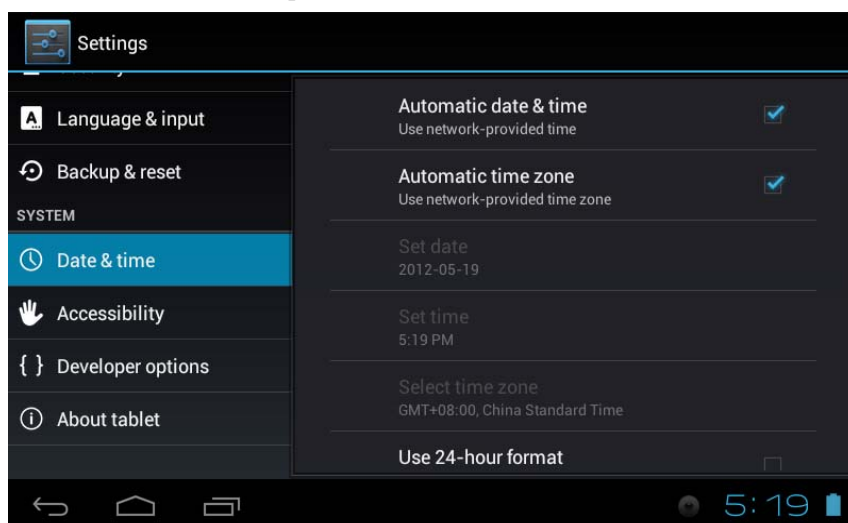 Settings
Language & input
Backup & reset
SYSTEM
Date & time
Accessibility
Developer options
About tablet
Automatic date & time
Use network-provided time
Automatic time zone
Use network-provided time zone
Set date
2012-05-19
Set time
5:19 PM
Select time zone
GMT+08:00, China Standard Time
Use 24-hour format
5:19